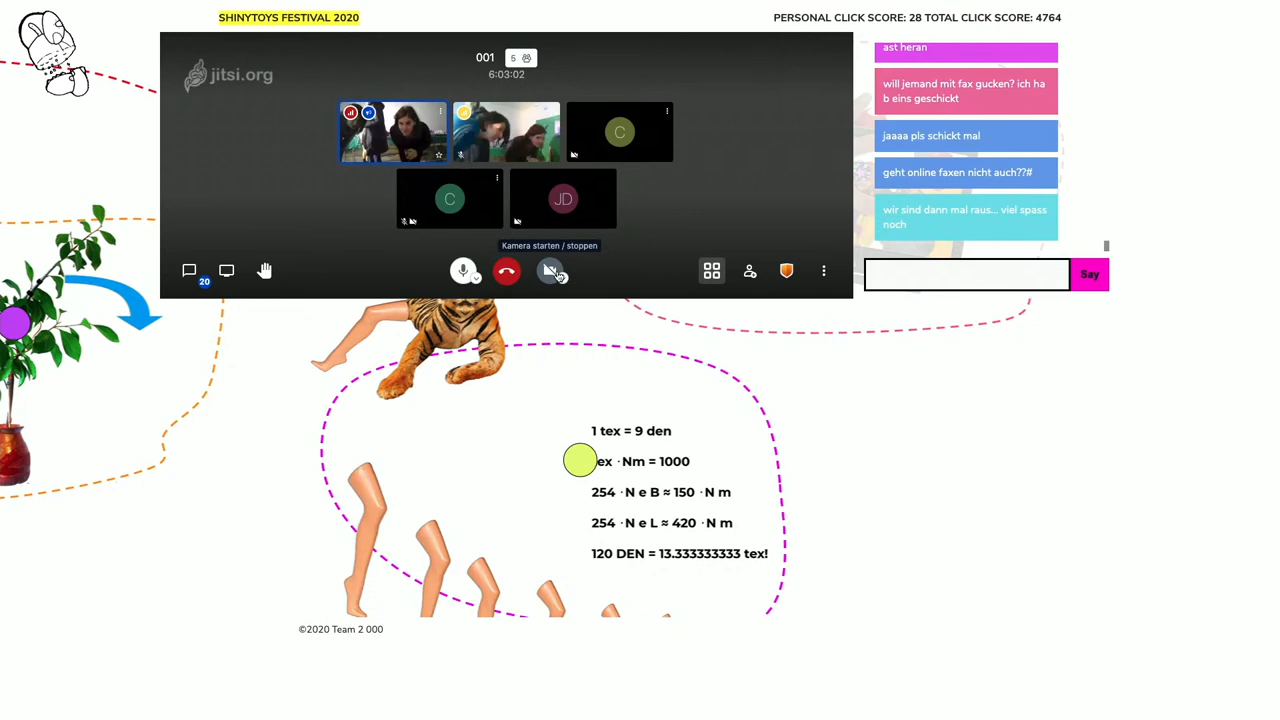 SHINYTOYS FESTIVAL 2020
PERSONAL CLICK SCORE: 28 TOTAL CLICK SCORE: 4764
jitsi.org
001
5
6:03:02
C
C
JD
Kamera starten / stoppen
20
ast heran
will jemand mit fax gucken? ich ha
b eins geschickt
jaaaa pls schickt mal
geht online faxen nicht auch??#
wir sind dann mal raus... viel spass
noch
Say
1 tex = 9 den
ex · Nm = 1000
254 · N e B ≈ 150 · N m
254 · N e L ≈ 420 · N m
120 DEN = 13.333333333 tex!
©2020 Team 2 000